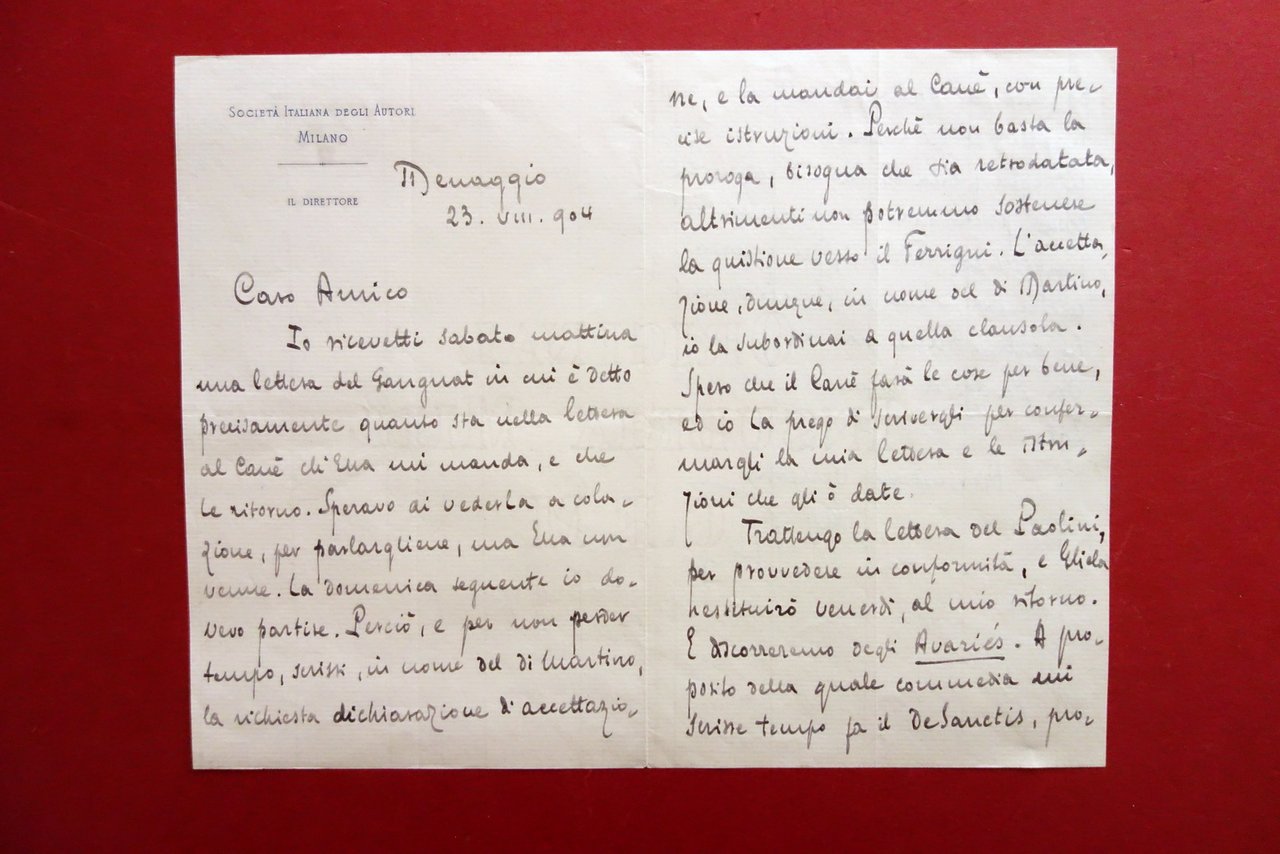 SOCIETÀ ITALIANA DEGLI AUTORI
MILANO
IL DIRETTORE
Menaggio
23. VIII. 904
Caro Amico
Io ricevetti sabato mattina
una lettera del Gangnat in cui è detto
precisamente quanto sta nella lettera
al Canè ch'Ella mi manda, e che
Le ritorno. Speravo di vederLa a cola-
zione, per parlargliene, ma Ella non
venne. La domenica seguente io do-
vevo partire. Perciò, e per non perder
tempo, scrissi, in nome del di Martino,
la richiesta dichiarazione di accettazio-
ne, e la mandai al Canè, con pre-
cise istruzioni. Perchè non basta la
proroga, bisogna che sia retrodatata,
altrimenti non potremmo sostenere
la quistione verso il Ferrigni. L'accetta-
zione, dunque, in nome del di Martino,
io la subordinai a quella clausola.
Spero che il Canè farà le cose per bene,
ed io La prego di scrivergli per confer-
margli la mia lettera e le istru-
zioni che gli ò date.
Trattengo la lettera del Paolini,
per provvedere in conformità, e Gliela
restituirò venerdì, al mio ritorno.
E discorreremo degli Avariés. A pro-
posito della quale commedia mi
scrisse tempo fa il DeSanctis, pro-